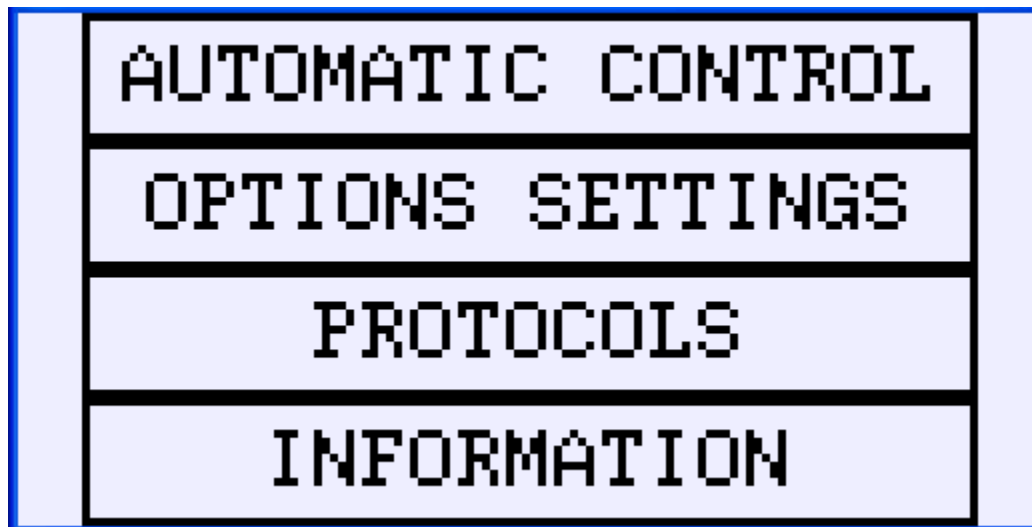 AUTOMATIC CONTROL
OPTIONS SETTINGS
PROTOCOLS
INFORMATION